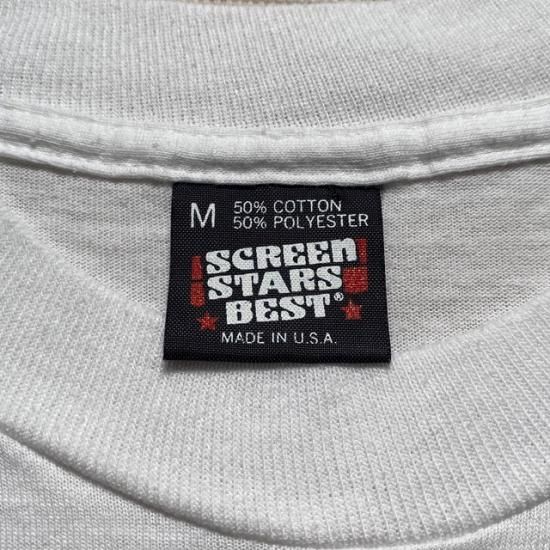 M 50% COTTON
50% POLYESTER
SCREEN
STARS
BEST®
MADE IN U.S.A.